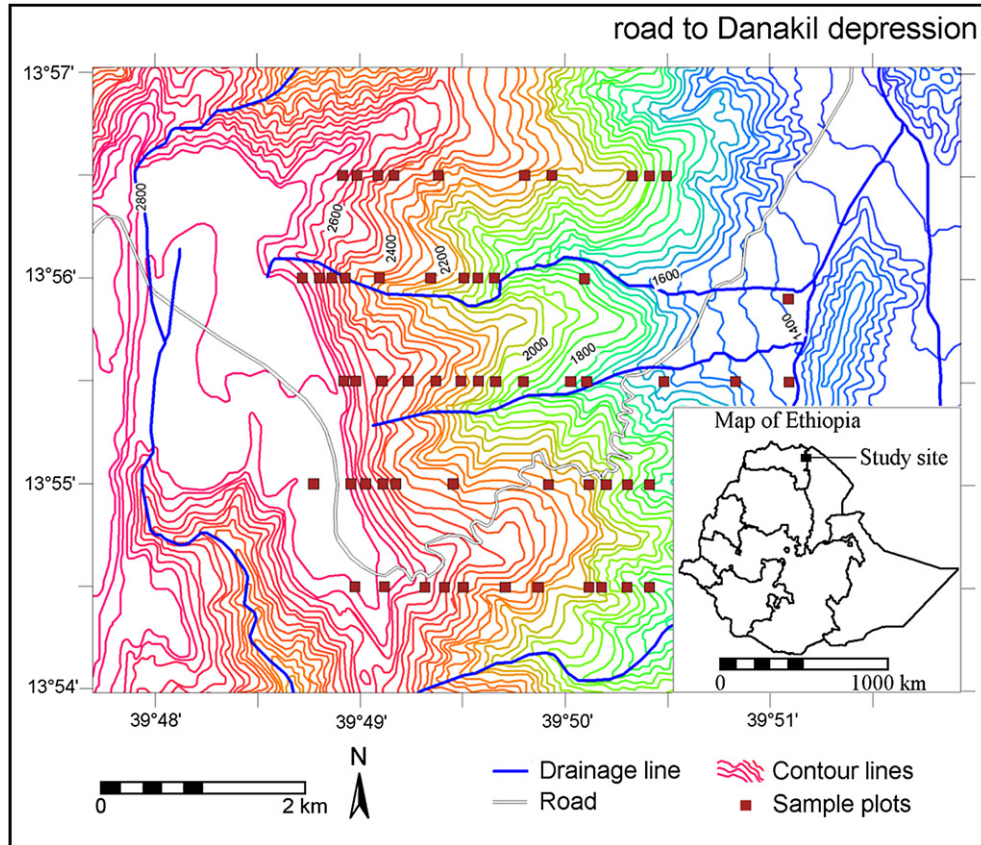 road to Danakil depression
13°57'
2800
2600
2400
2200
13°56'
1600
1400
2000
1800
Map of Ethiopia
Study site
13°55'
0 1000 km
13°54'
39°48' 39°49' 39°50' 39°51'
N
0 2 km
Drainage line
Road
Contour lines
Sample plots